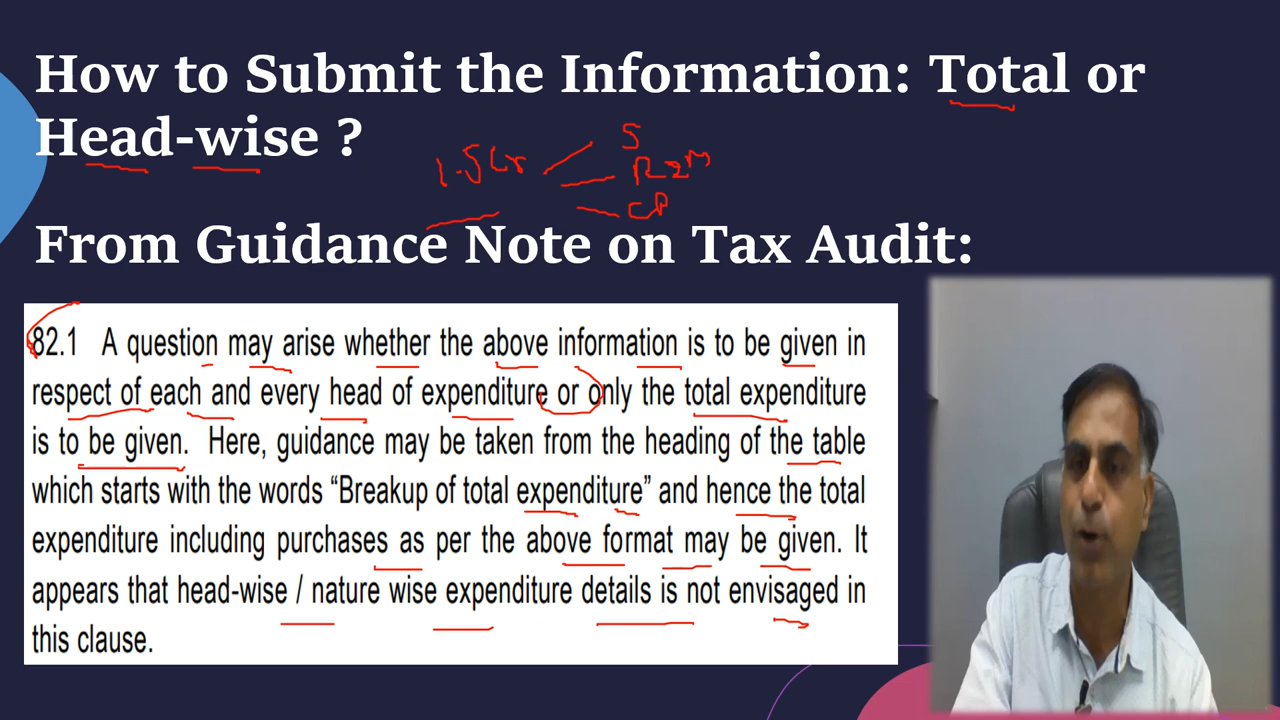 How to Submit the Information: Total or
Head-wise ?
1.5Cr
S
R2M
CP
From Guidance Note on Tax Audit:
82.1 A question may arise whether the above information is to be given in
respect of each and every head of expenditure or only the total expenditure
is to be given. Here, guidance may be taken from the heading of the table
which starts with the words “Breakup of total expenditure” and hence the total
expenditure including purchases as per the above format may be given. It
appears that head-wise / nature wise expenditure details is not envisaged in
this clause.